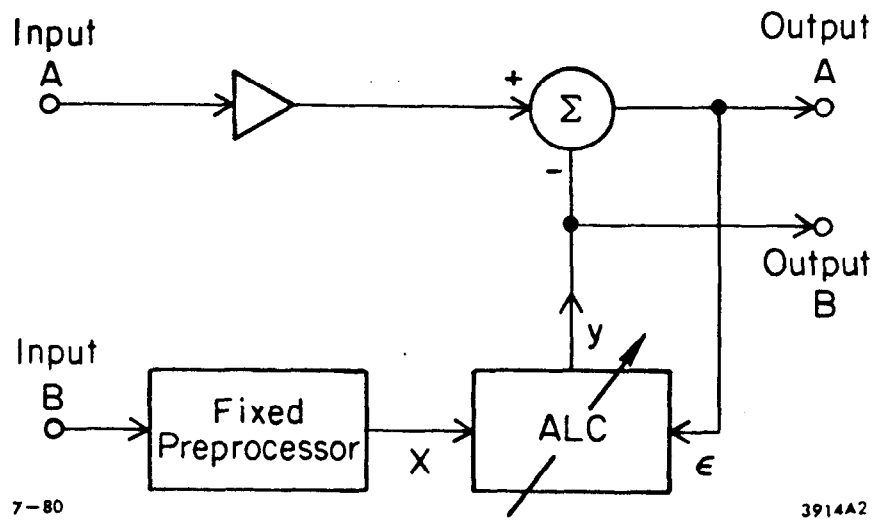 Input
A
+
Σ
Output
A
-
Output
B
y
Input
B
Fixed
Preprocessor
X
ALC
ϵ
7-80
3914A2